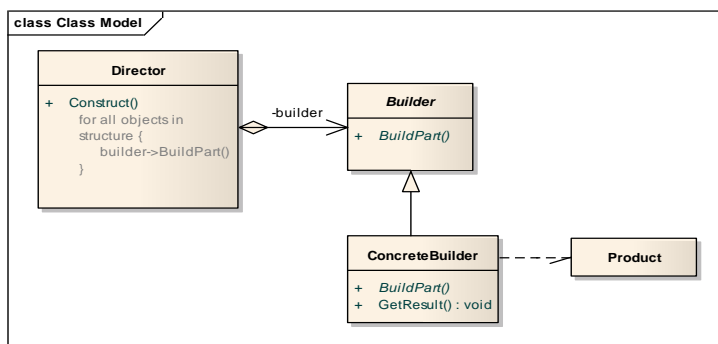 class Class Model
Director
+ Construct()
for all objects in
structure {
builder->BuildPart()
}
-builder
Builder
+ BuildPart()
ConcreteBuilder
+ BuildPart()
+ GetResult() : void
Product